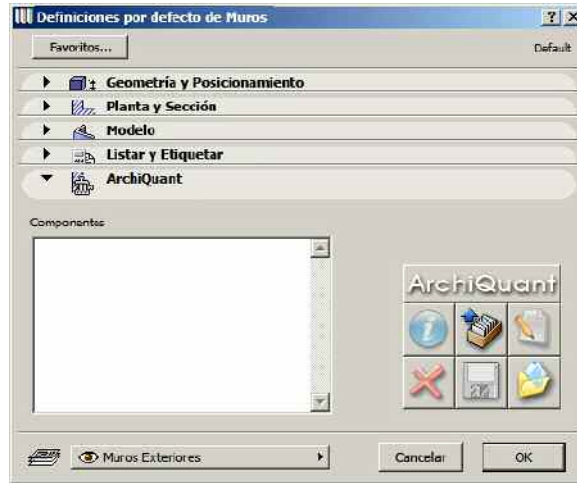 Definiciones por defecto de Muros
Favoritos...
Default
Geometría y Posicionamiento
Planta y Sección
Modelo
Listar y Etiquetar
ArchiQuant
Componentes
ArchiQuant
Muros Exteriores
Cancelar
OK